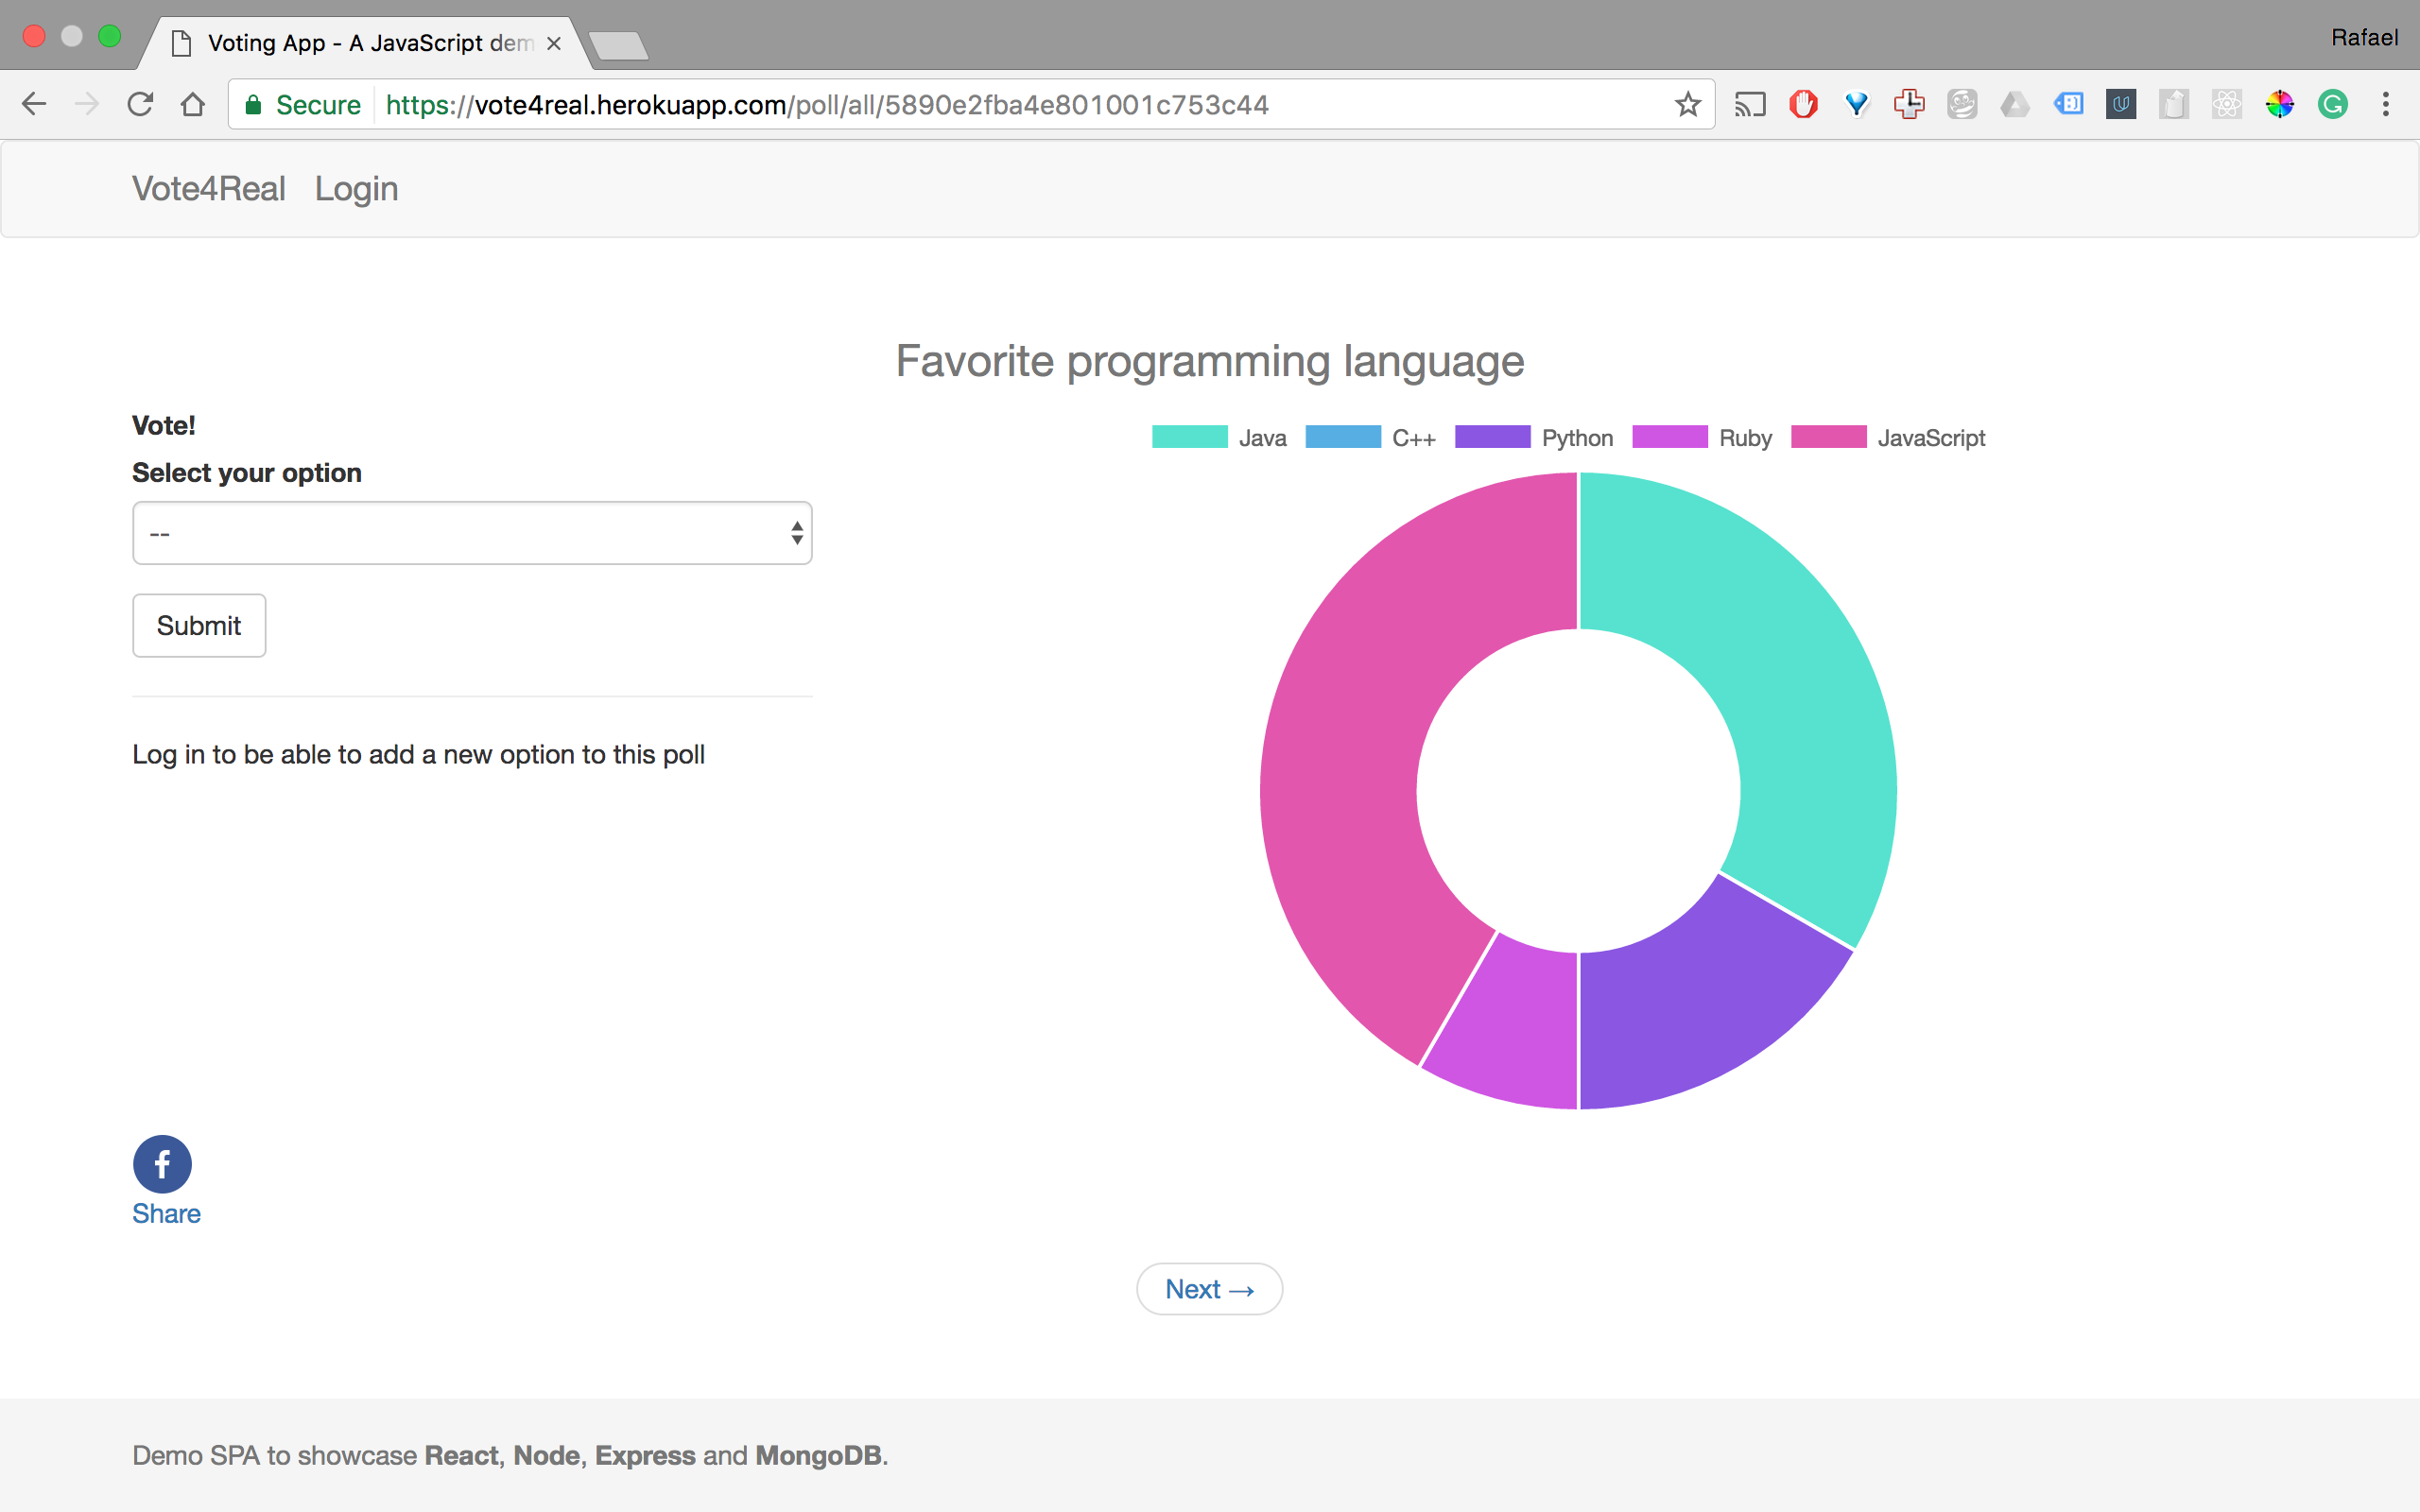 Voting App - A JavaScript dem
Rafael
Secure https://vote4real.herokuapp.com/poll/all/5890e2fba4e801001c753c44
Vote4Real Login
Favorite programming language
Vote!
Select your option
--
Submit
Log in to be able to add a new option to this poll
Java C++ Python Ruby JavaScript
Share
Next →
Demo SPA to showcase React, Node, Express and MongoDB.